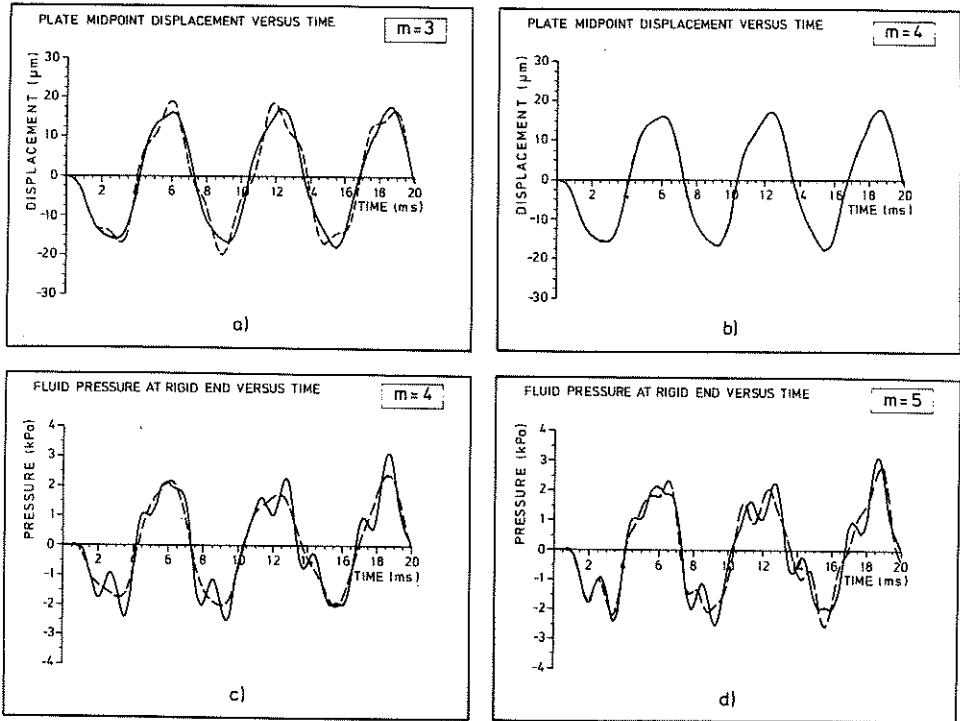 PLATE MIDPOINT DISPLACEMENT VERSUS TIME
m=3
DISPLACEMENT (µm)
30
20
10
0
-10
-20
-30
2 4 6 8 10 12 14 16 18 20
TIME (ms)
a)
PLATE MIDPOINT DISPLACEMENT VERSUS TIME
m=4
DISPLACEMENT (µm)
30
20
10
0
-10
-20
-30
2 4 6 8 10 12 14 16 18 20
TIME (ms)
b)
FLUID PRESSURE AT RIGID END VERSUS TIME
m=4
PRESSURE (kPa)
4
3
2
1
0
-1
-2
-3
-4
2 4 6 8 10 12 14 16 18 20
TIME (ms)
c)
FLUID PRESSURE AT RIGID END VERSUS TIME
m=5
PRESSURE (kPa)
4
3
2
1
0
-1
-2
-3
-4
2 4 6 8 10 12 14 16 18 20
TIME (ms)
d)